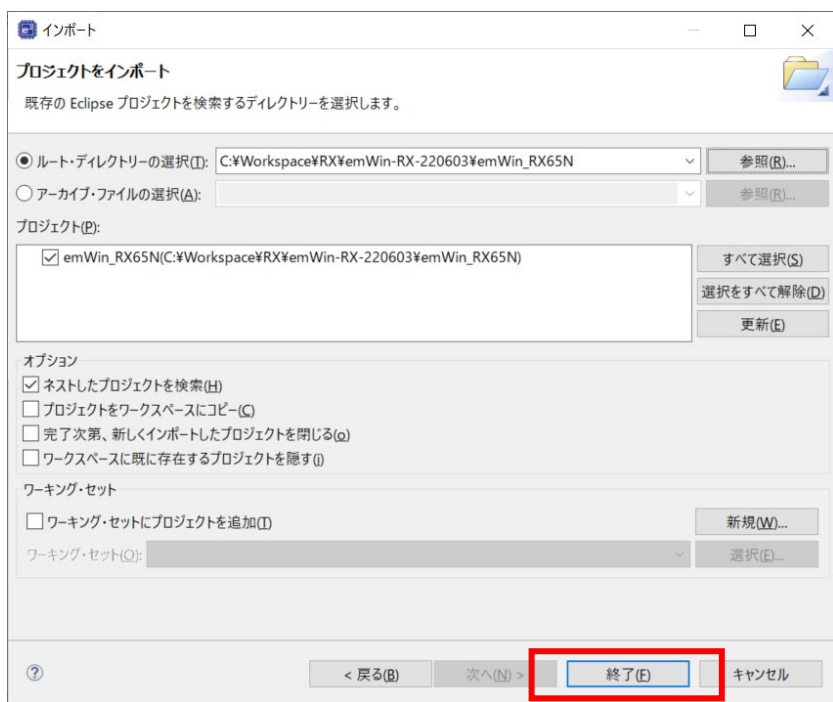 インポート
プロジェクトをインポート
既存の Eclipse プロジェクトを検索するディレクトリーを選択します。
ルート・ディレクトリーの選択(T): C:¥Workspace¥RX¥emWin-RX-220603¥emWin_RX65N 参照(R)...
アーカイブ・ファイルの選択(A): 参照(R)...
プロジェクト(P):
emWin_RX65N(C:¥Workspace¥RX¥emWin-RX-220603¥emWin_RX65N)
すべて選択(S)
選択をすべて解除(D)
更新(E)
オプション
ネストしたプロジェクトを検索(H)
プロジェクトをワークスペースにコピー(C)
完了次第、新しくインポートしたプロジェクトを閉じる(o)
ワークスペースに既に存在するプロジェクトを隠す(i)
ワーキング・セット
ワーキング・セットにプロジェクトを追加(T) 新規(W)...
ワーキング・セット(O): 選択(E)...
? < 戻る(B) 次へ(N) > 終了(F) キャンセル